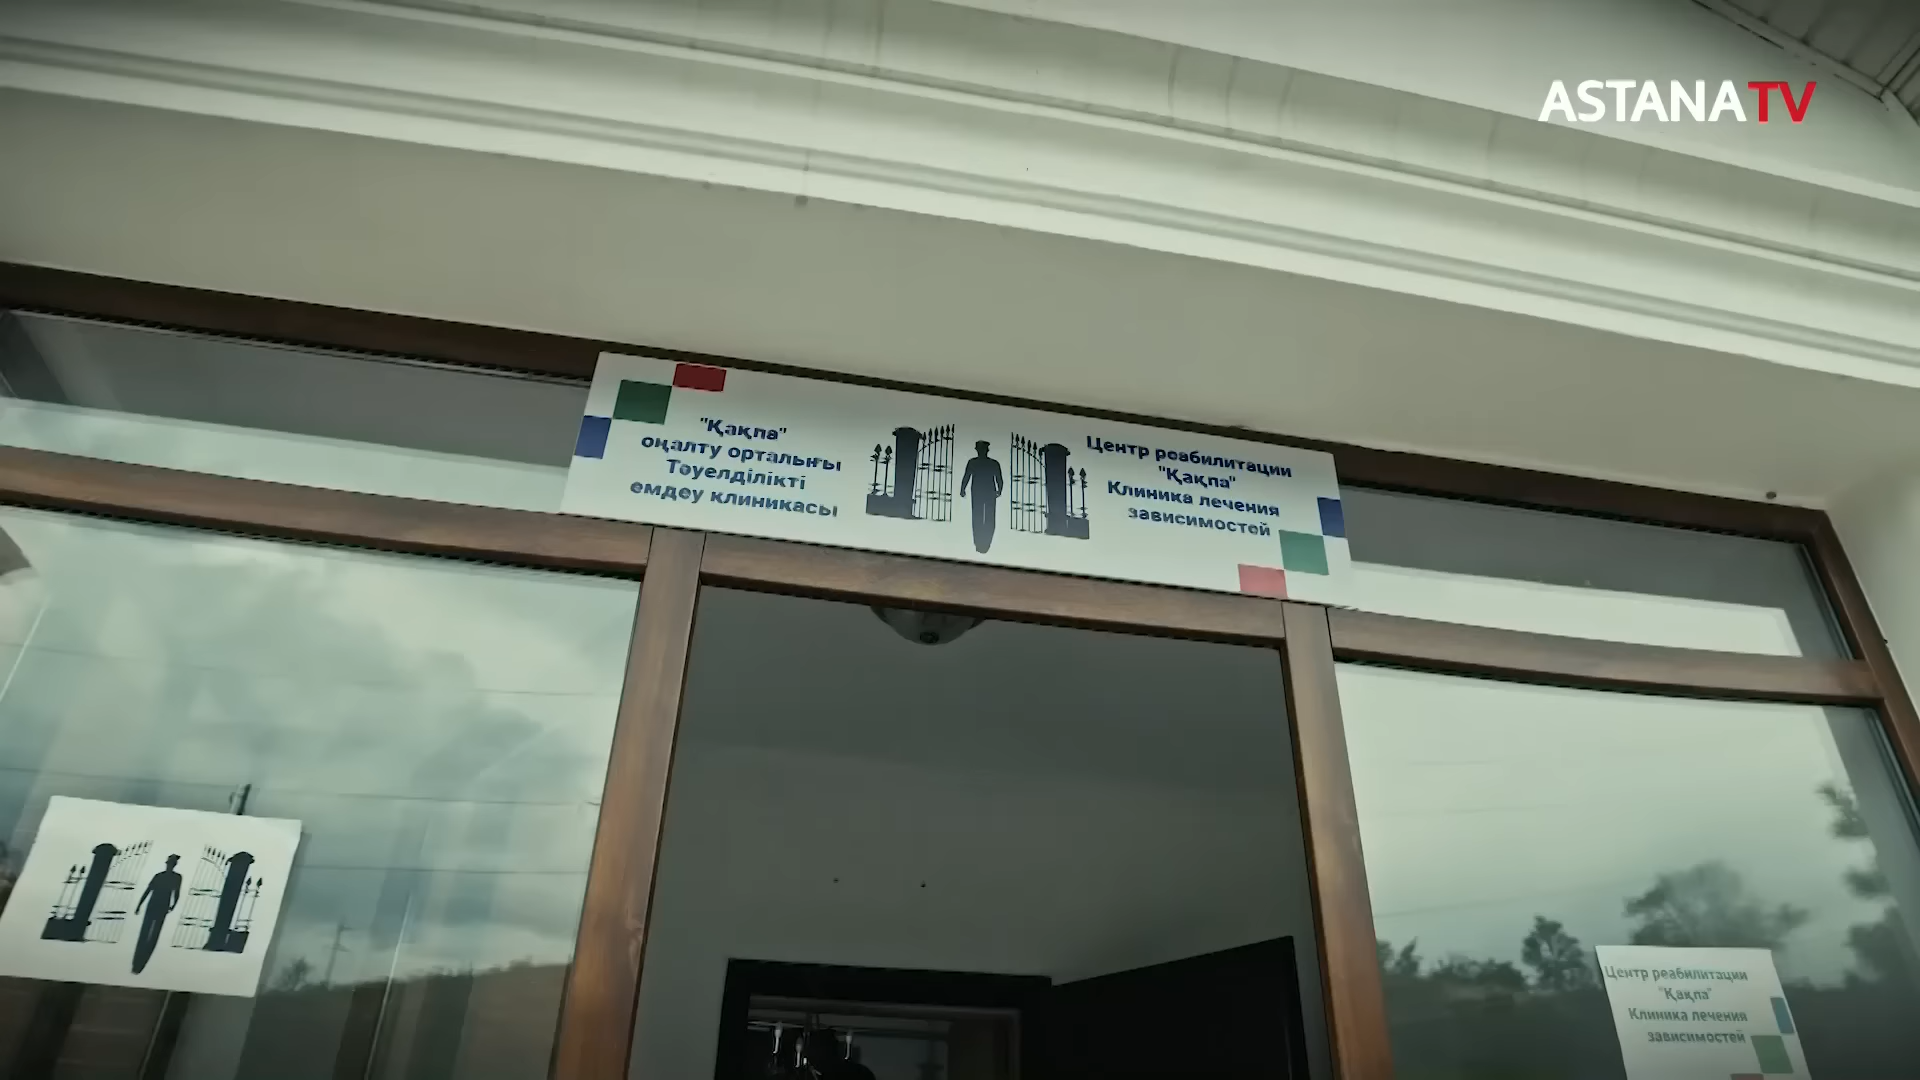 ASTANATV
"Қақпа"
оңалту орталығы
Тәуелділікті
емдеу клиникасы
Центр реабилитации
"Қақпа"
Клиника лечения
зависимостей
Центр реабилитации
"Қақпа"
Клиника лечения
зависимостей